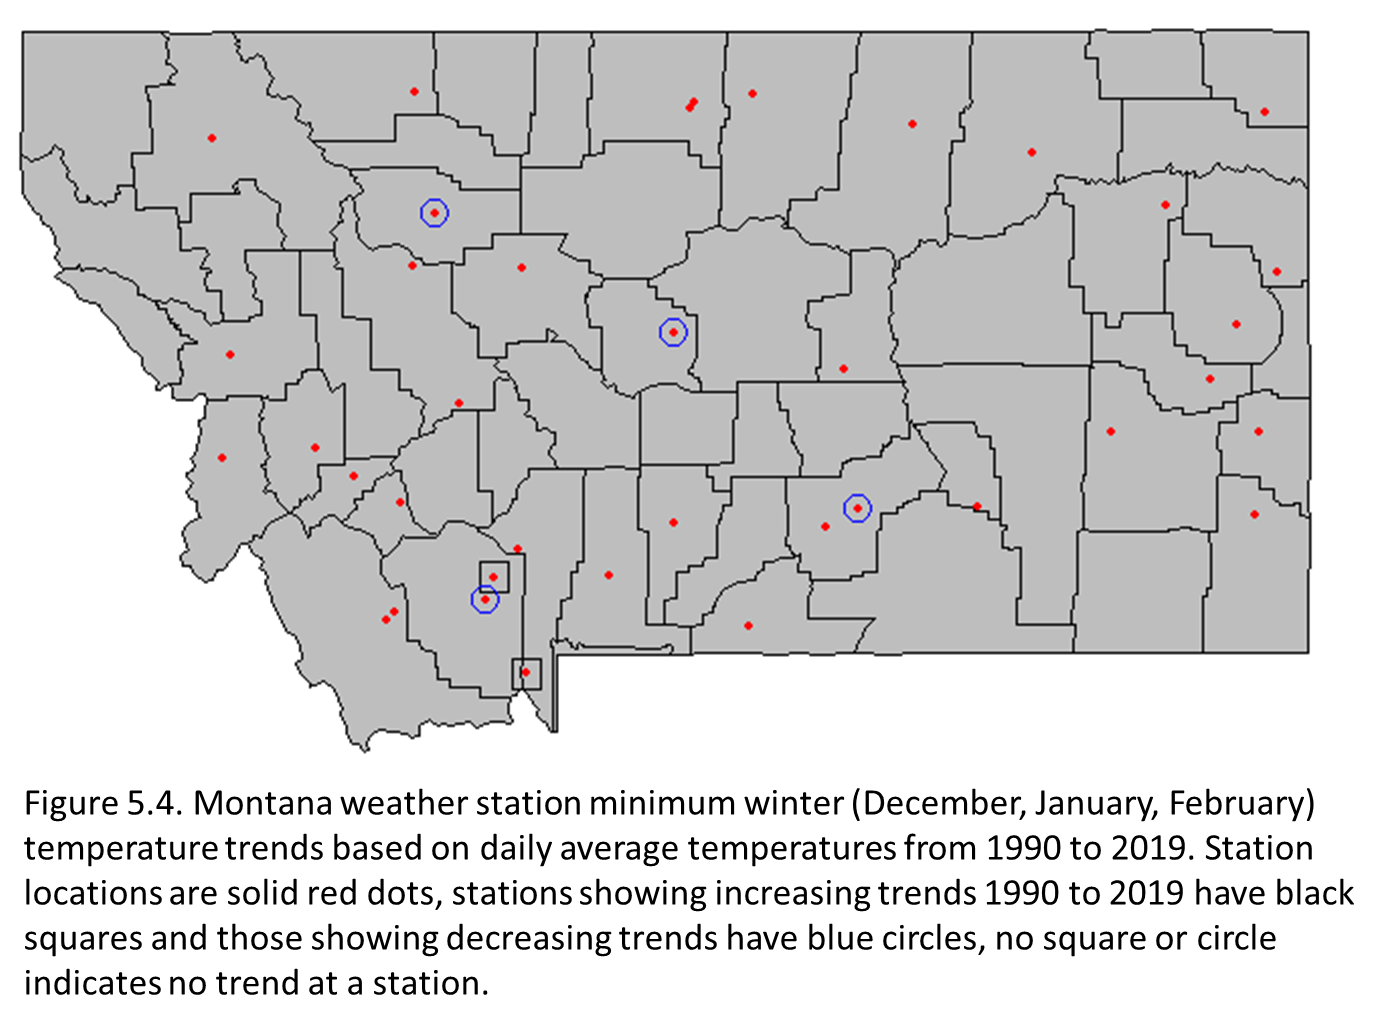 Figure 5.4. Montana weather station minimum winter (December, January, February)
temperature trends based on daily average temperatures from 1990 to 2019. Station
locations are solid red dots, stations showing increasing trends 1990 to 2019 have black
squares and those showing decreasing trends have blue circles, no square or circle
indicates no trend at a station.